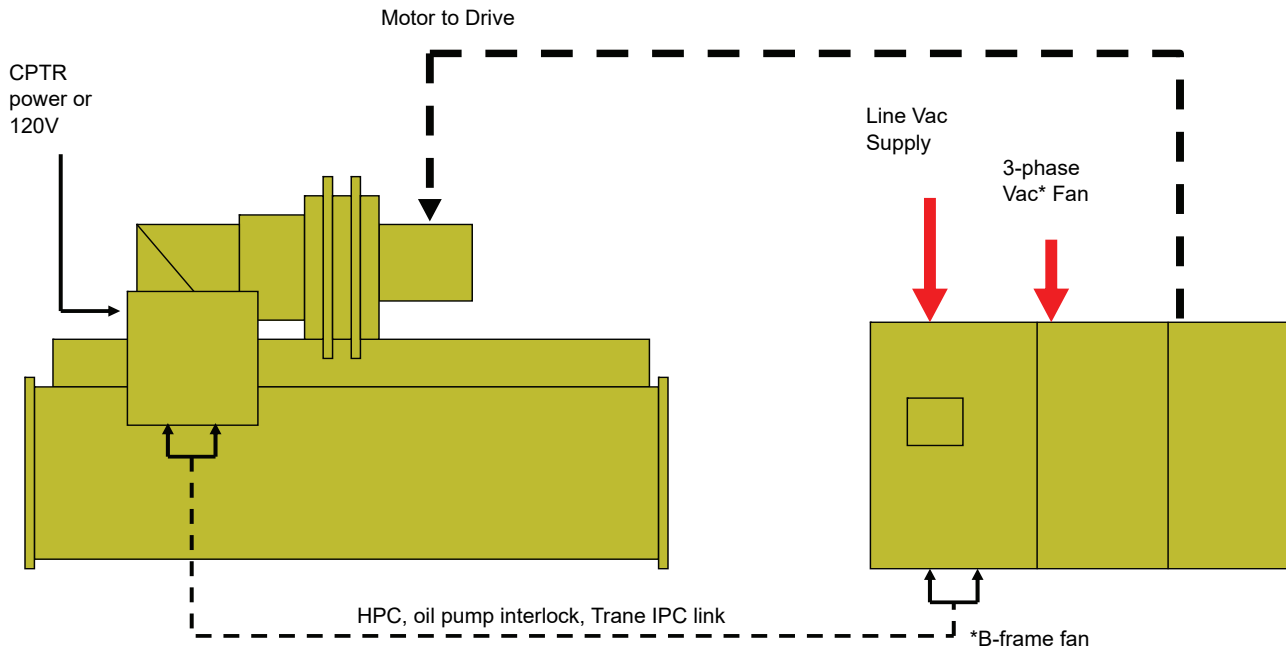 Motor to Drive
CPTR
power or
120V
Line Vac
Supply
3-phase
Vac* Fan
HPC, oil pump interlock, Trane IPC link
*B-frame fan